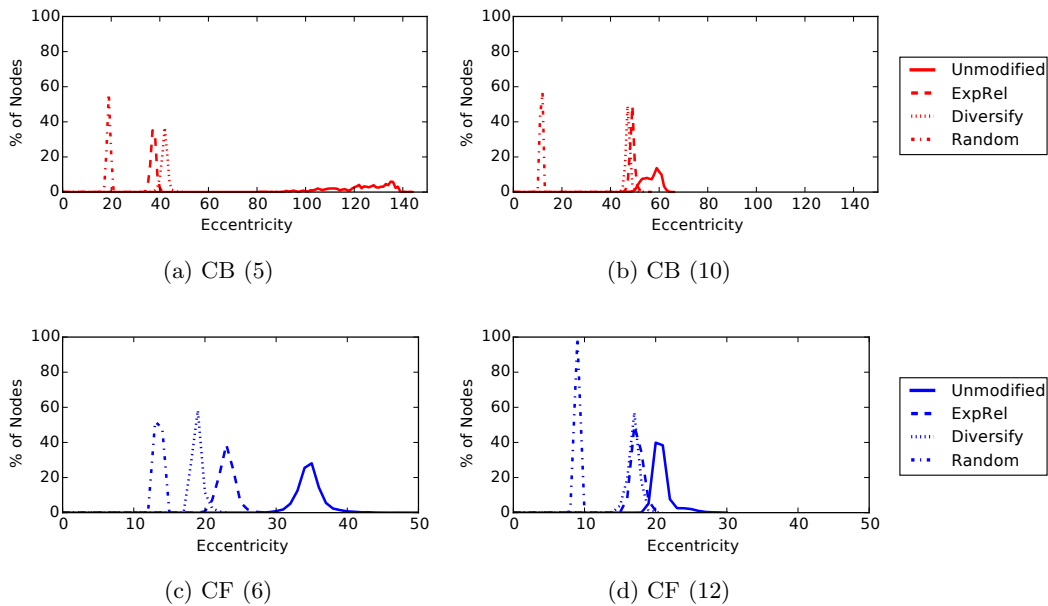 100
80
60
40
20
0
% of Nodes
0 20 40 60 80 100 120 140
Eccentricity
(a) CB (5)
100
80
60
40
20
0
% of Nodes
0 20 40 60 80 100 120 140
Eccentricity
(b) CB (10)
Unmodified
ExpRel
Diversify
Random
100
80
60
40
20
0
% of Nodes
0 10 20 30 40 50
Eccentricity
(c) CF (6)
100
80
60
40
20
0
% of Nodes
0 10 20 30 40 50
Eccentricity
(d) CF (12)
Unmodified
ExpRel
Diversify
Random